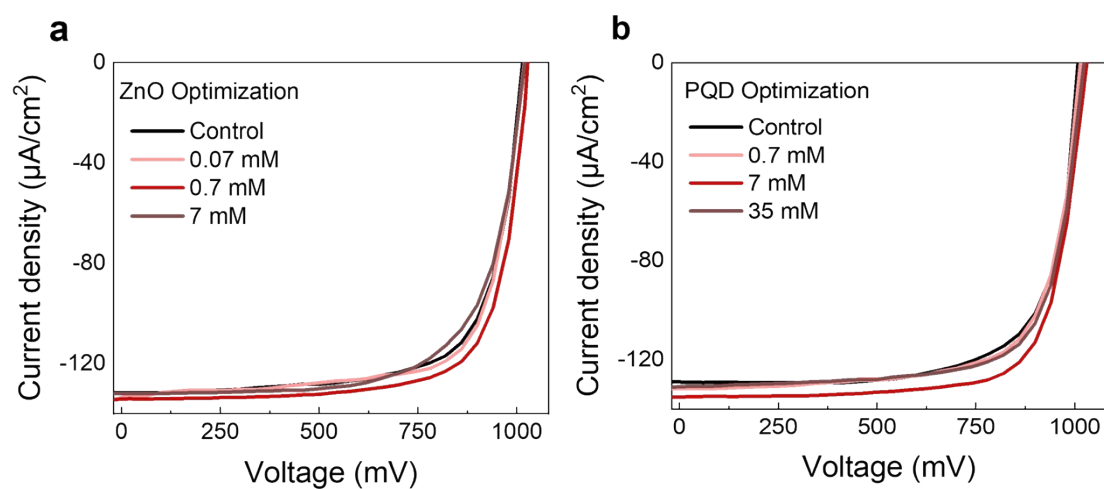 a
ZnO Optimization
Control
0.07 mM
0.7 mM
7 mM
Current density (µA/cm²)
0
-40
-80
-120
0 250 500 750 1000
Voltage (mV)
b
PQD Optimization
Control
0.7 mM
7 mM
35 mM
Current density (µA/cm²)
0
-40
-80
-120
0 250 500 750 1000
Voltage (mV)